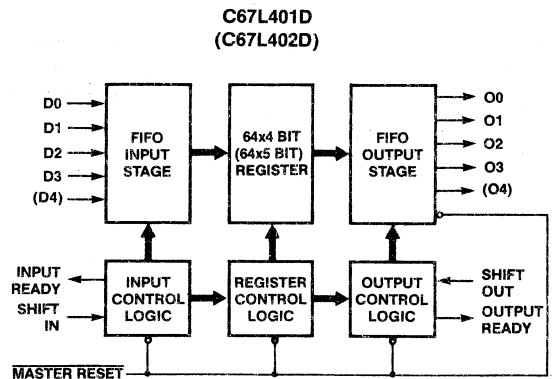 C67L401D
(C67L402D)
D0
D1
D2
D3
(D4)
FIFO
INPUT
STAGE
64x4 BIT
(64x5 BIT)
REGISTER
FIFO
OUTPUT
STAGE
O0
O1
O2
O3
(O4)
INPUT
READY
SHIFT
IN
INPUT
CONTROL
LOGIC
REGISTER
CONTROL
LOGIC
OUTPUT
CONTROL
LOGIC
SHIFT
OUT
OUTPUT
READY
MASTER RESET